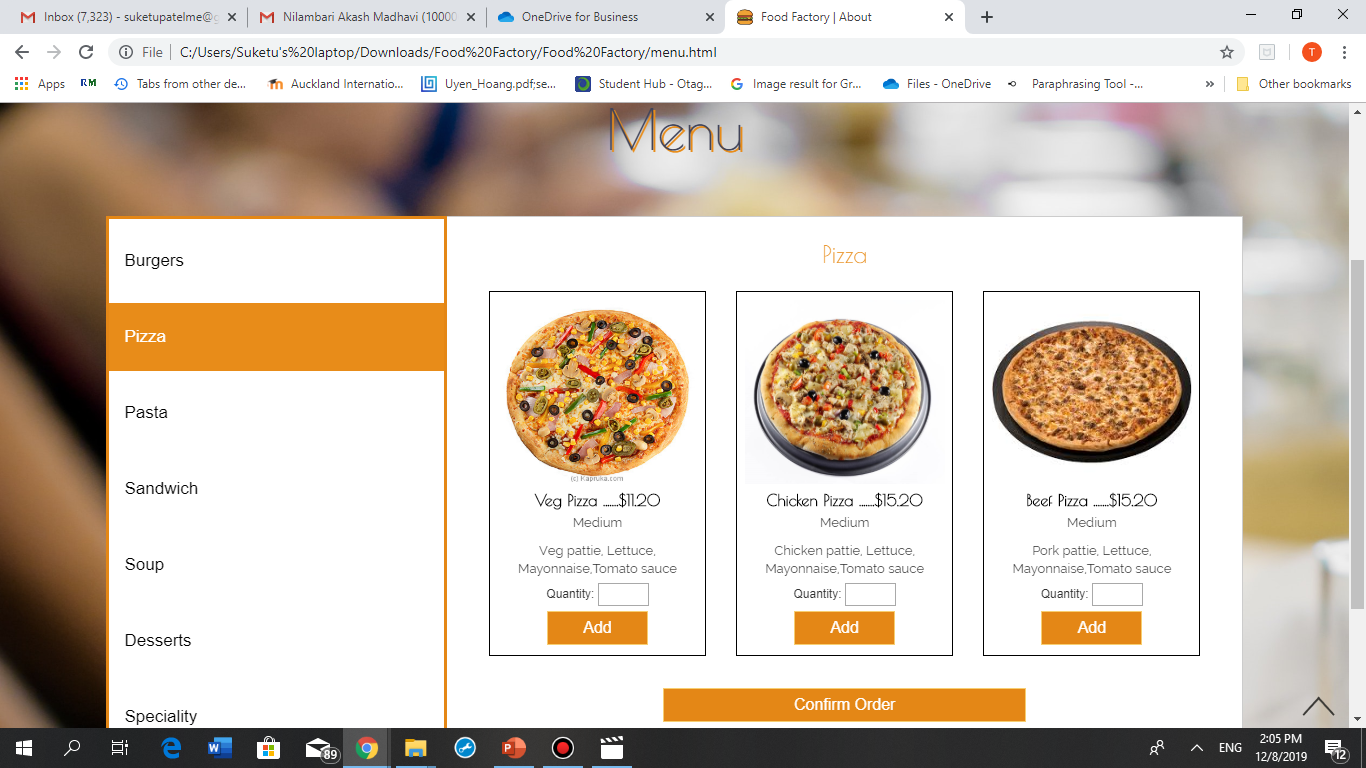 Inbox (7,323) - suketupatelme@g
Nilambari Akash Madhavi (10000
OneDrive for Business
Food Factory | About
File
C:/Users/Suketu's%20laptop/Downloads/Food%20Factory/Food%20Factory/menu.html
T
Apps
RM
Tabs from other de...
Auckland Internatio...
Uyen_Hoang.pdf;se...
Student Hub - Otag...
Image result for Gr...
Files - OneDrive
Paraphrasing Tool -...
»
Other bookmarks
Menu
Burgers
Pizza
Pasta
Sandwich
Soup
Desserts
Speciality
Pizza
(c) Kapruka.com
Veg Pizza .......$11.20
Medium
Veg pattie, Lettuce,
Mayonnaise,Tomato sauce
Quantity:
Add
Chicken Pizza .......$15.20
Medium
Chicken pattie, Lettuce,
Mayonnaise,Tomato sauce
Quantity:
Add
Beef Pizza .......$15.20
Medium
Pork pattie, Lettuce,
Mayonnaise,Tomato sauce
Quantity:
Add
Confirm Order
89
ENG
2:05 PM
12/8/2019
12